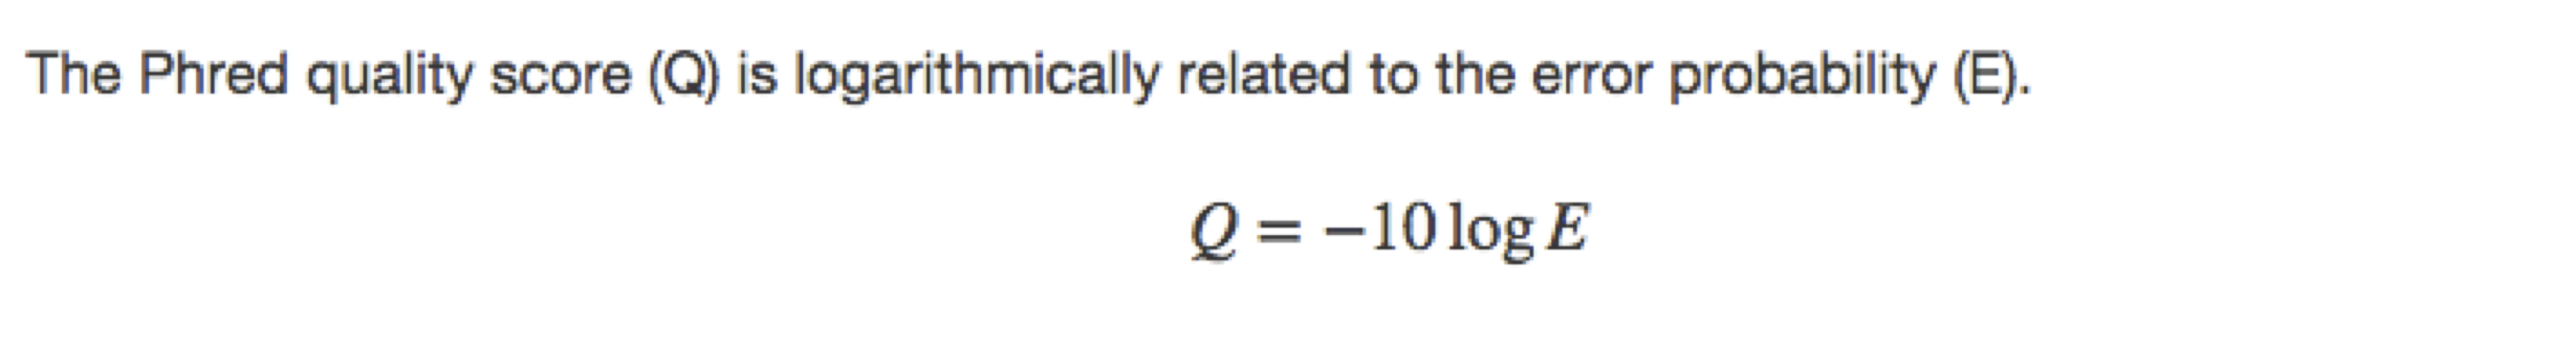 The Phred quality score (Q) is logarithmically related to the error probability (E).
Q = −10 log E